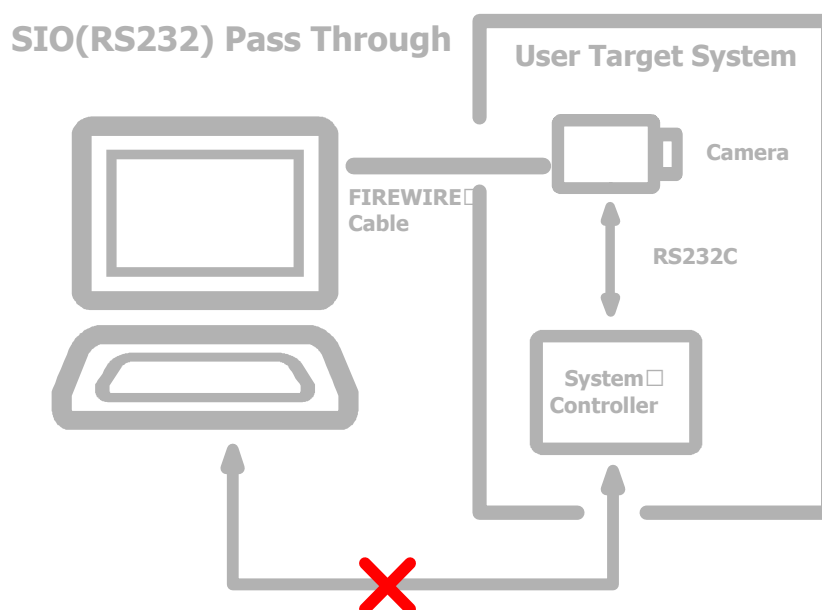 SIO(RS232) Pass Through
User Target System
Camera
FIREWIRE□
Cable
RS232C
System□
Controller